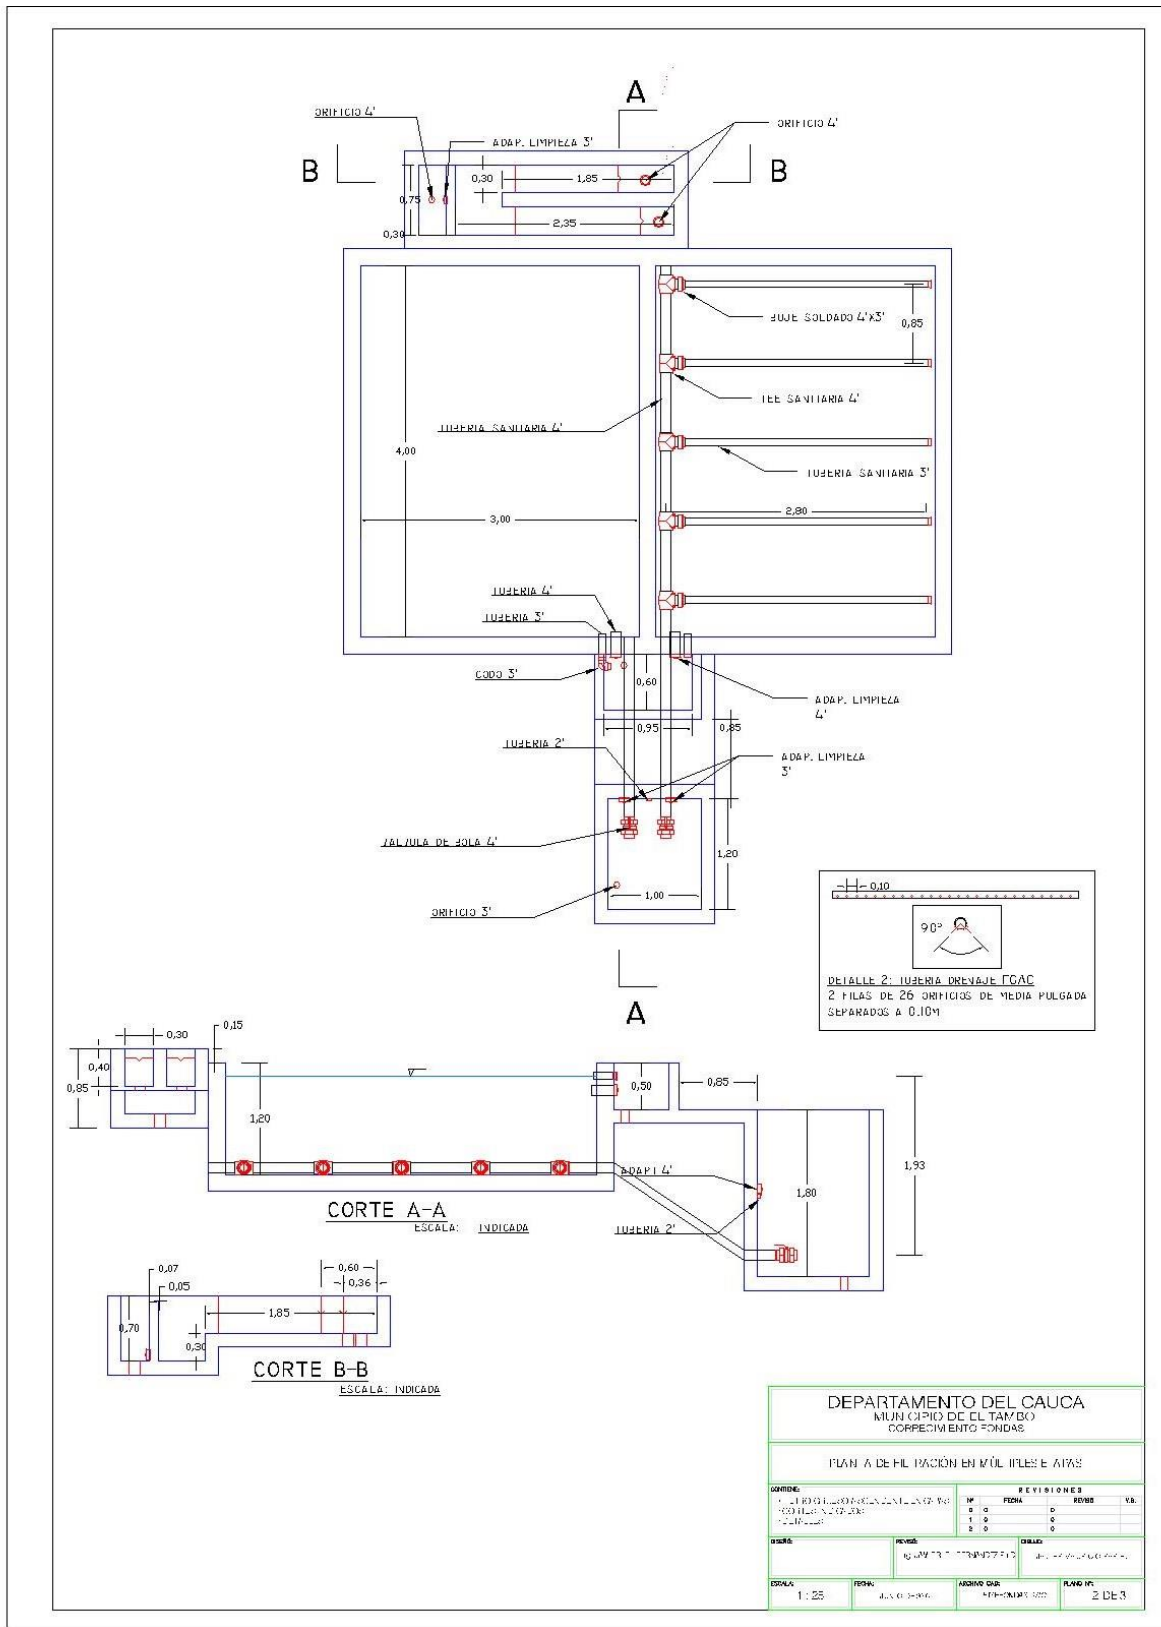 A
ORIFICIO 4'
ORIFICIO 4'
ADAP. LIMPIEZA 3'
B
B
0,30
1,85
0,75
2,35
0,30
BUJE SOLDADO 4'X3'
0,85
TEE SANITARIA 4'
TUBERIA SANITARIA 4'
4,00
TUBERIA SANITARIA 3'
2,80
3,00
TUBERIA 4'
TUBERIA 3'
CODO 3'
0,60
ADAP. LIMPIEZA
4'
0,95
0,85
TUBERIA 2'
ADAP. LIMPIEZA
3'
VALVULA DE BOLA 4'
1,20
1,00
ORIFICIO 3'
0,10
90°
DETALLE 2: TUBERIA DRENAJE FGAC
2 FILAS DE 26 ORIFICIOS DE MEDIA PULGADA
SEPARADOS A 0.10M
A
0,15
0,30
0,40
0,85
1,20
0,50
0,85
1,93
ADAPT 4'
1,80
TUBERIA 2'
CORTE A-A
ESCALA: INDICADA
0,07
0,05
0,60
0,36
1,85
0,70
0,30
CORTE B-B
ESCALA: INDICADA
DEPARTAMENTO DEL CAUCA
MUNICIPIO DE EL TAMBO
CORRECIMIENTO FONDAS
PLANTA DE FILTRACIÓN EN MÚLTIPLES ETAPAS
CONTIENE:
REVISIONES
Nº FECHA REVISÓ V.B.
0 0 0
1 0 0
2 0 0
DISEÑÓ:
REVISÓ:
DIBUJÓ:
ESCALA:
FECHA:
ARCHIVO CAD:
PLANO Nº:
1 : 25
2 DE 3